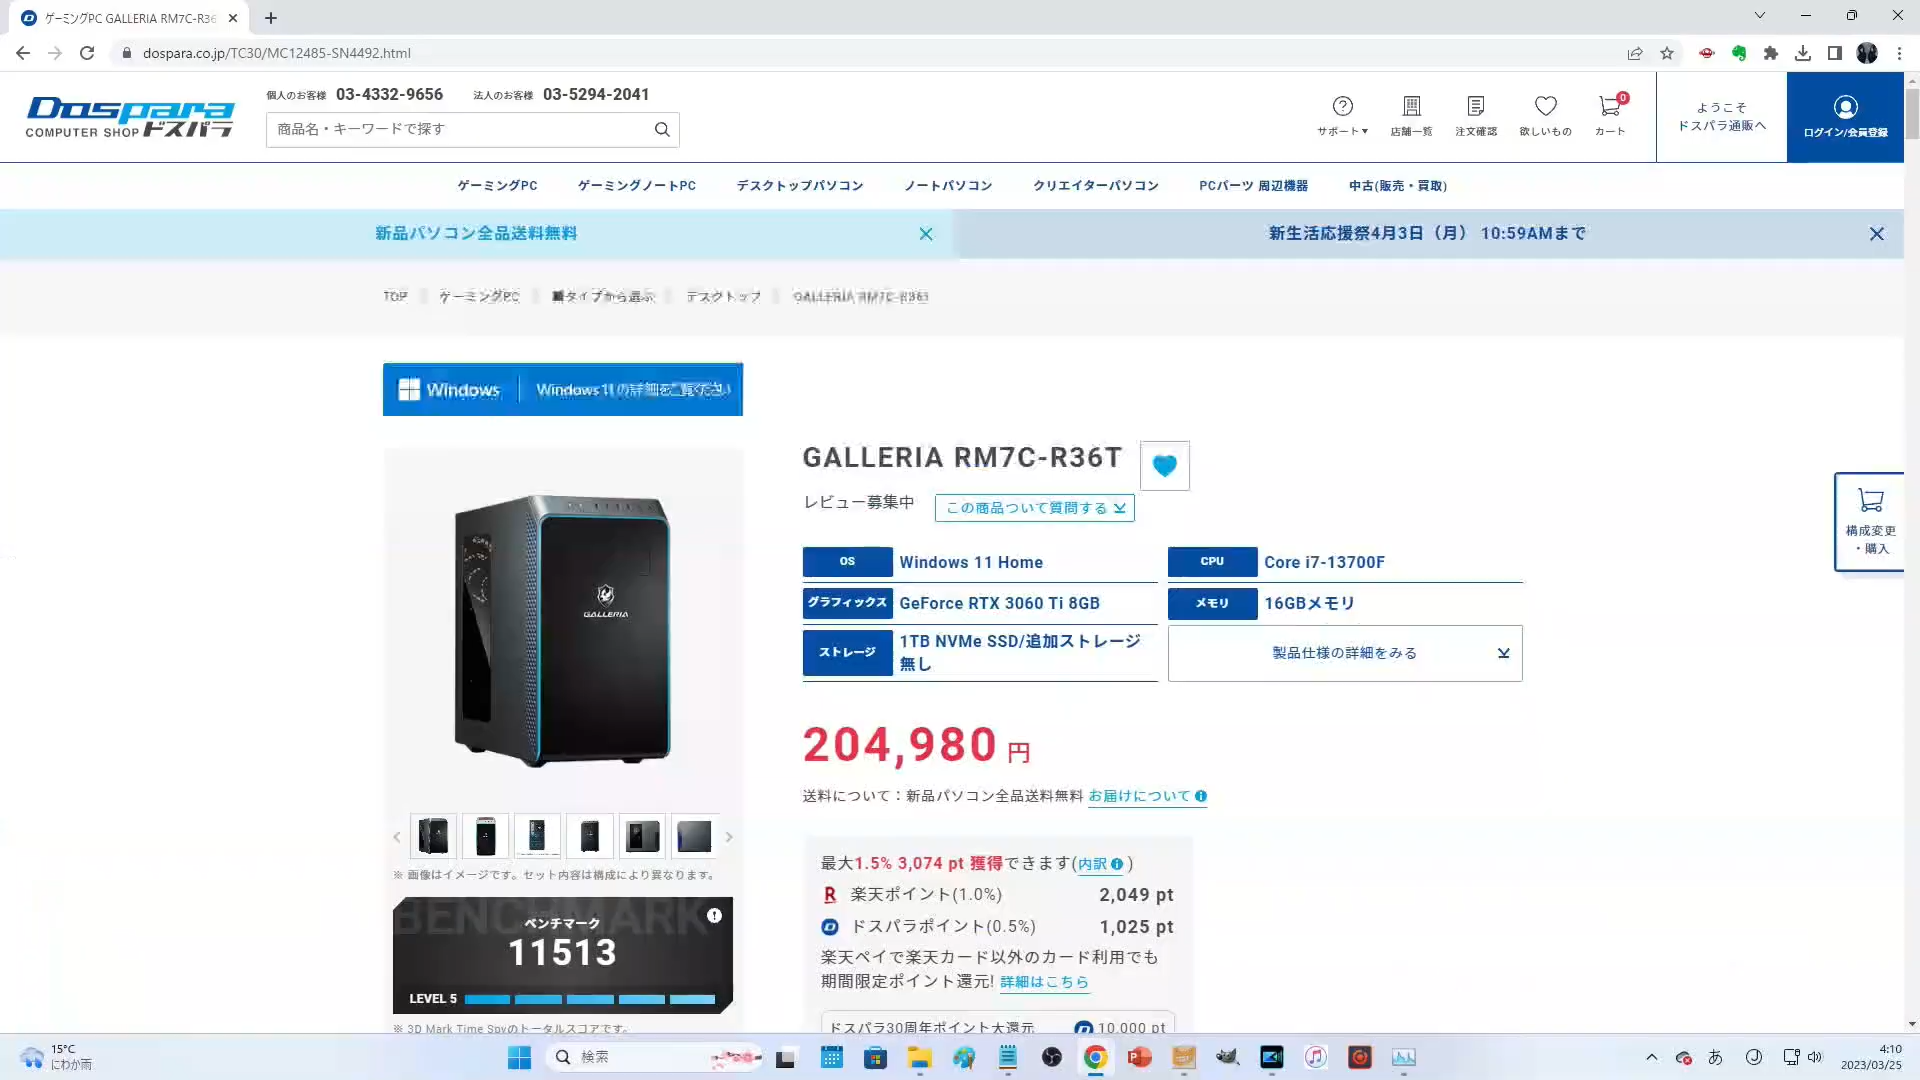 ゲーミングPC GALLERIA RM7C-R36
dospara.co.jp/TC30/MC12485-SN4492.html
Dospara
COMPUTER SHOP ドスパラ
個人のお客様 03-4332-9656 法人のお客様 03-5294-2041
商品名・キーワードで探す
サポート▼ 店舗一覧 注文確認 欲しいもの カート
0
ようこそ
ドスパラ通販へ
ログイン/会員登録
ゲーミングPC ゲーミングノートPC デスクトップパソコン ノートパソコン クリエイターパソコン PCパーツ 周辺機器 中古(販売・買取)
新品パソコン全品送料無料
新生活応援祭4月3日（月） 10:59AMまで
TOP ゲーミングPC タイプから選ぶ デスクトップ GALLERIA RM7C-R36T
Windows Windows 11の詳細をご覧ください
GALLERIA RM7C-R36T
レビュー募集中 この商品ついて質問する
OS Windows 11 Home
CPU Core i7-13700F
グラフィックス GeForce RTX 3060 Ti 8GB
メモリ 16GBメモリ
ストレージ 1TB NVMe SSD/追加ストレージ
無し
製品仕様の詳細をみる
構成変更
・購入
GALLERIA
204,980 円
送料について：新品パソコン全品送料無料 お届けについて
※ 画像はイメージです。セット内容は構成により異なります。
BENCHMARK
ベンチマーク
11513
LEVEL 5
※ 3D Mark Time Spyのトータルスコアです。
最大1.5% 3,074 pt 獲得できます(内訳 )
R 楽天ポイント(1.0%) 2,049 pt
ドスパラポイント(0.5%) 1,025 pt
楽天ペイで楽天カード以外のカード利用でも
期間限定ポイント還元! 詳細はこちら
ドスパラ30周年ポイント大還元 10,000 pt
15°C
にわか雨
検索
あ
4:10
2023/03/25